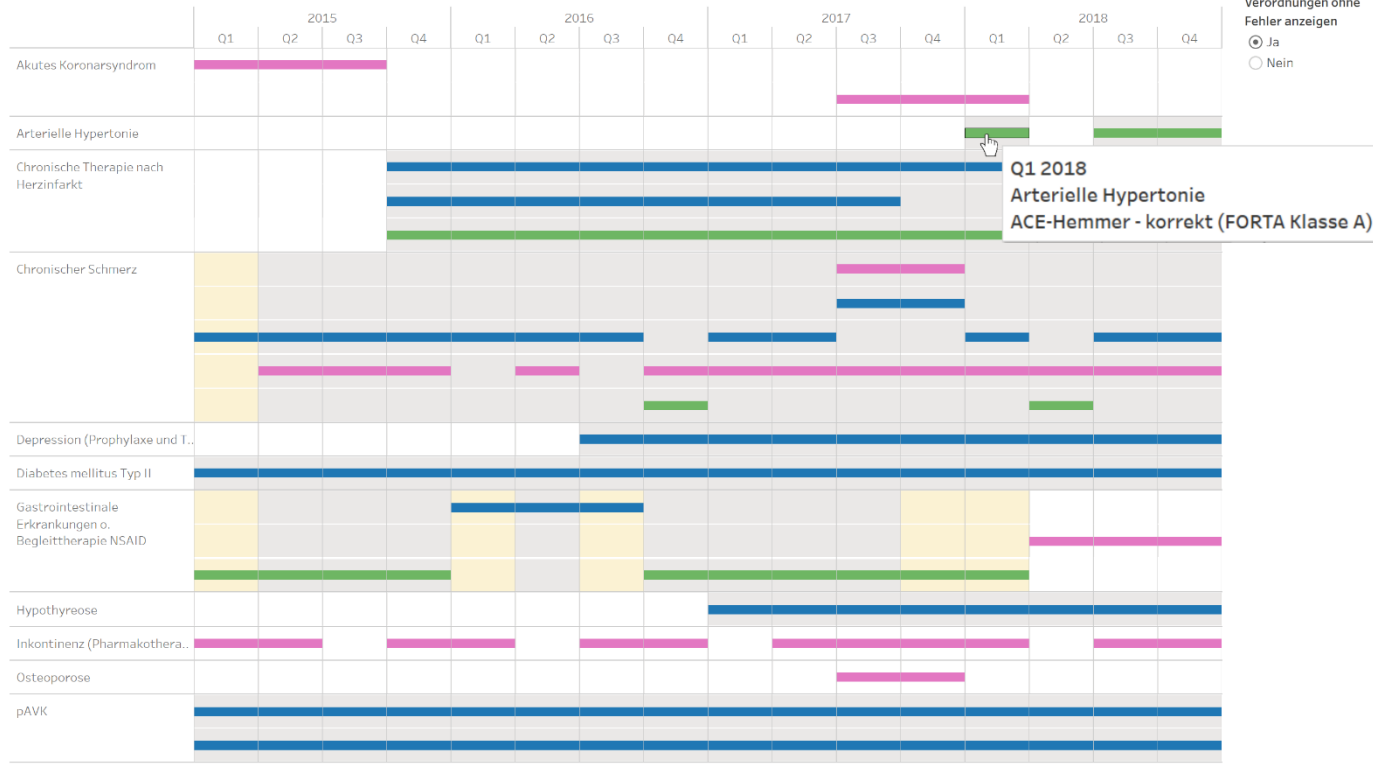 Verordnungen ohne
Fehler anzeigen
Ja
Nein
2015 2016 2017 2018
Q1 Q2 Q3 Q4 Q1 Q2 Q3 Q4 Q1 Q2 Q3 Q4 Q1 Q2 Q3 Q4
Akutes Koronarsyndrom
Arterielle Hypertonie
Chronische Therapie nach
Herzinfarkt
Q1 2018
Arterielle Hypertonie
ACE-Hemmer - korrekt (FORTA Klasse A)
Chronischer Schmerz
Depression (Prophylaxe und T..
Diabetes mellitus Typ II
Gastrointestinale
Erkrankungen o.
Begleittherapie NSAID
Hypothyreose
Inkontinenz (Pharmakothera..
Osteoporose
pAVK